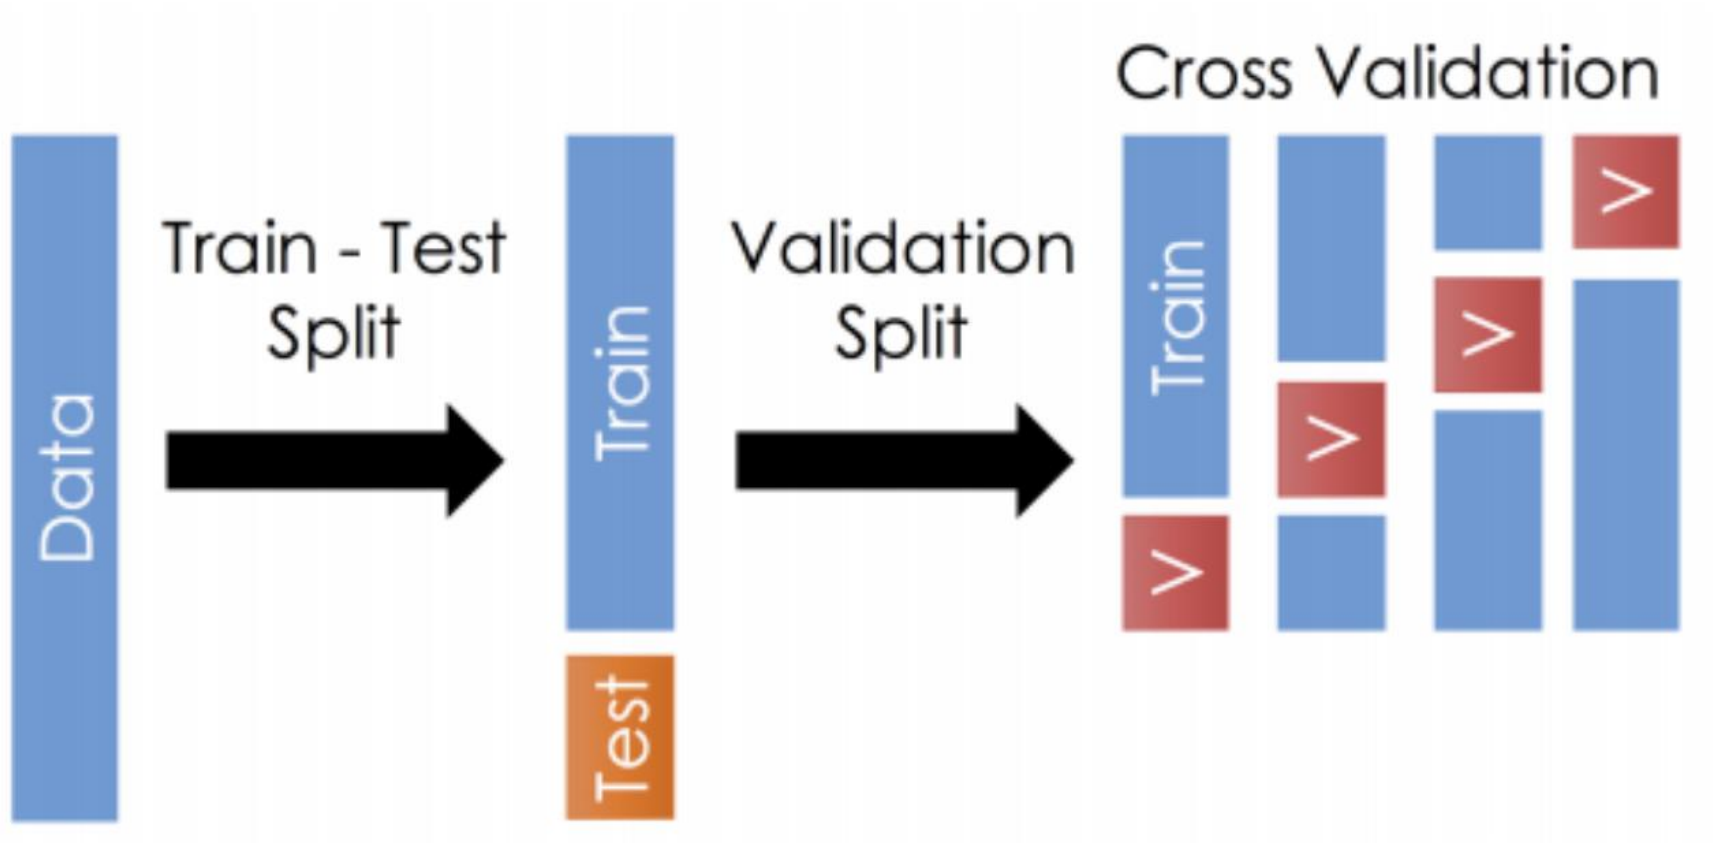 Cross Validation
Data
Train - Test
Split
Train
Test
Validation
Split
Train
V
V
V
V